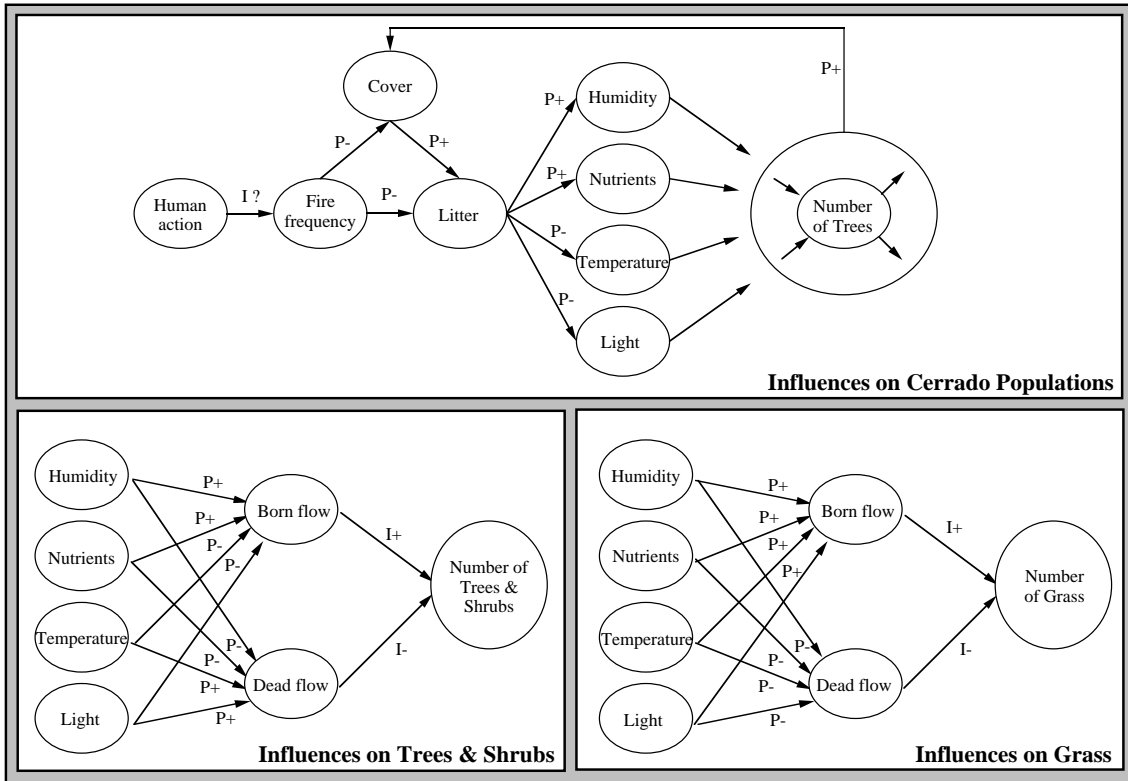 P+
Cover
P-
P+
Human
action
I ?
Fire
frequency
P-
Litter
P+
P+
P-
P-
Humidity
Nutrients
Temperature
Light
Number
of Trees
Influences on Cerrado Populations
Humidity
Nutrients
Temperature
Light
P+
P+
P-
P-
P-
P-
P+
P+
Born flow
Dead flow
I+
I-
Number of
Trees &
Shrubs
Influences on Trees & Shrubs
Humidity
Nutrients
Temperature
Light
P+
P+
P+
P+
P-
P-
P-
P-
Born flow
Dead flow
I+
I-
Number
of Grass
Influences on Grass